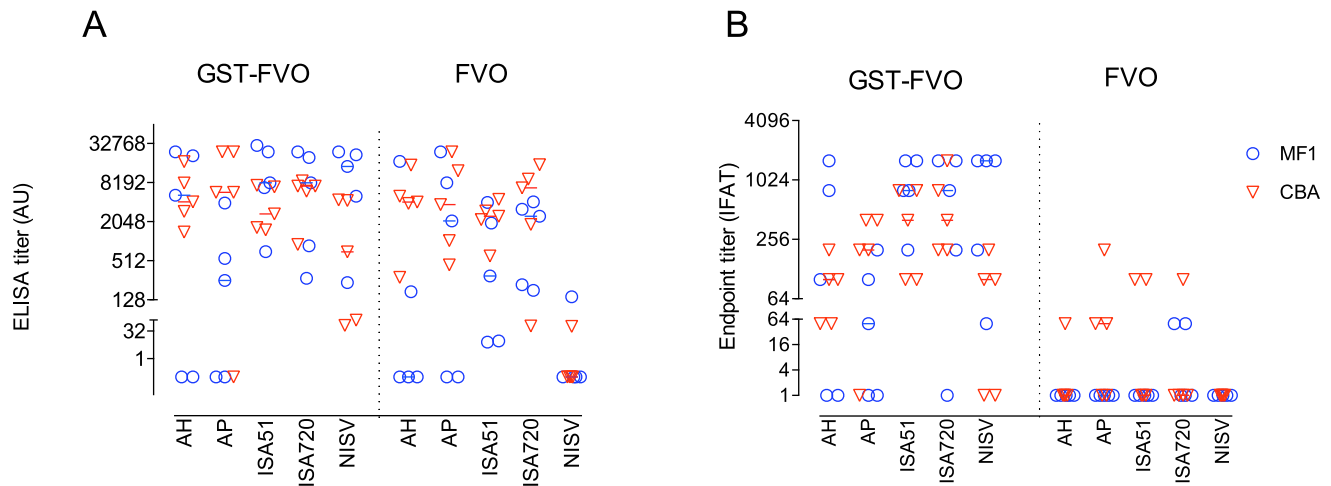 A
GST-FVO FVO
ELISA titer (AU)
32768
8192
2048
512
128
32
1
AH AP ISA51 ISA720 NISV AH AP ISA51 ISA720 NISV
B
GST-FVO FVO
Endpoint titer (IFAT)
4096
1024
256
64
64
16
4
1
AH AP ISA51 ISA720 NISV AH AP ISA51 ISA720 NISV
MF1
CBA